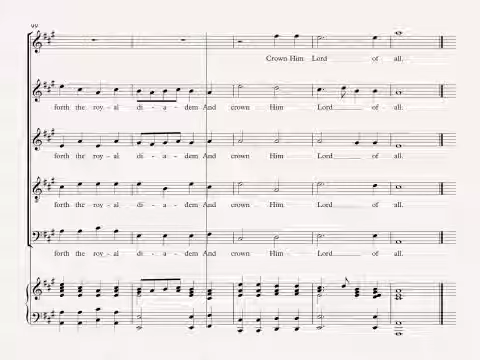 99
Crown Him Lord of all.
forth the roy - al di - a - dem And crown Him Lord of all.
forth the roy - al di - a - dem And crown Him Lord of all.
forth the roy - al di - a - dem And crown Him Lord of all.
forth the roy - al di - a - dem And crown Him Lord of all.